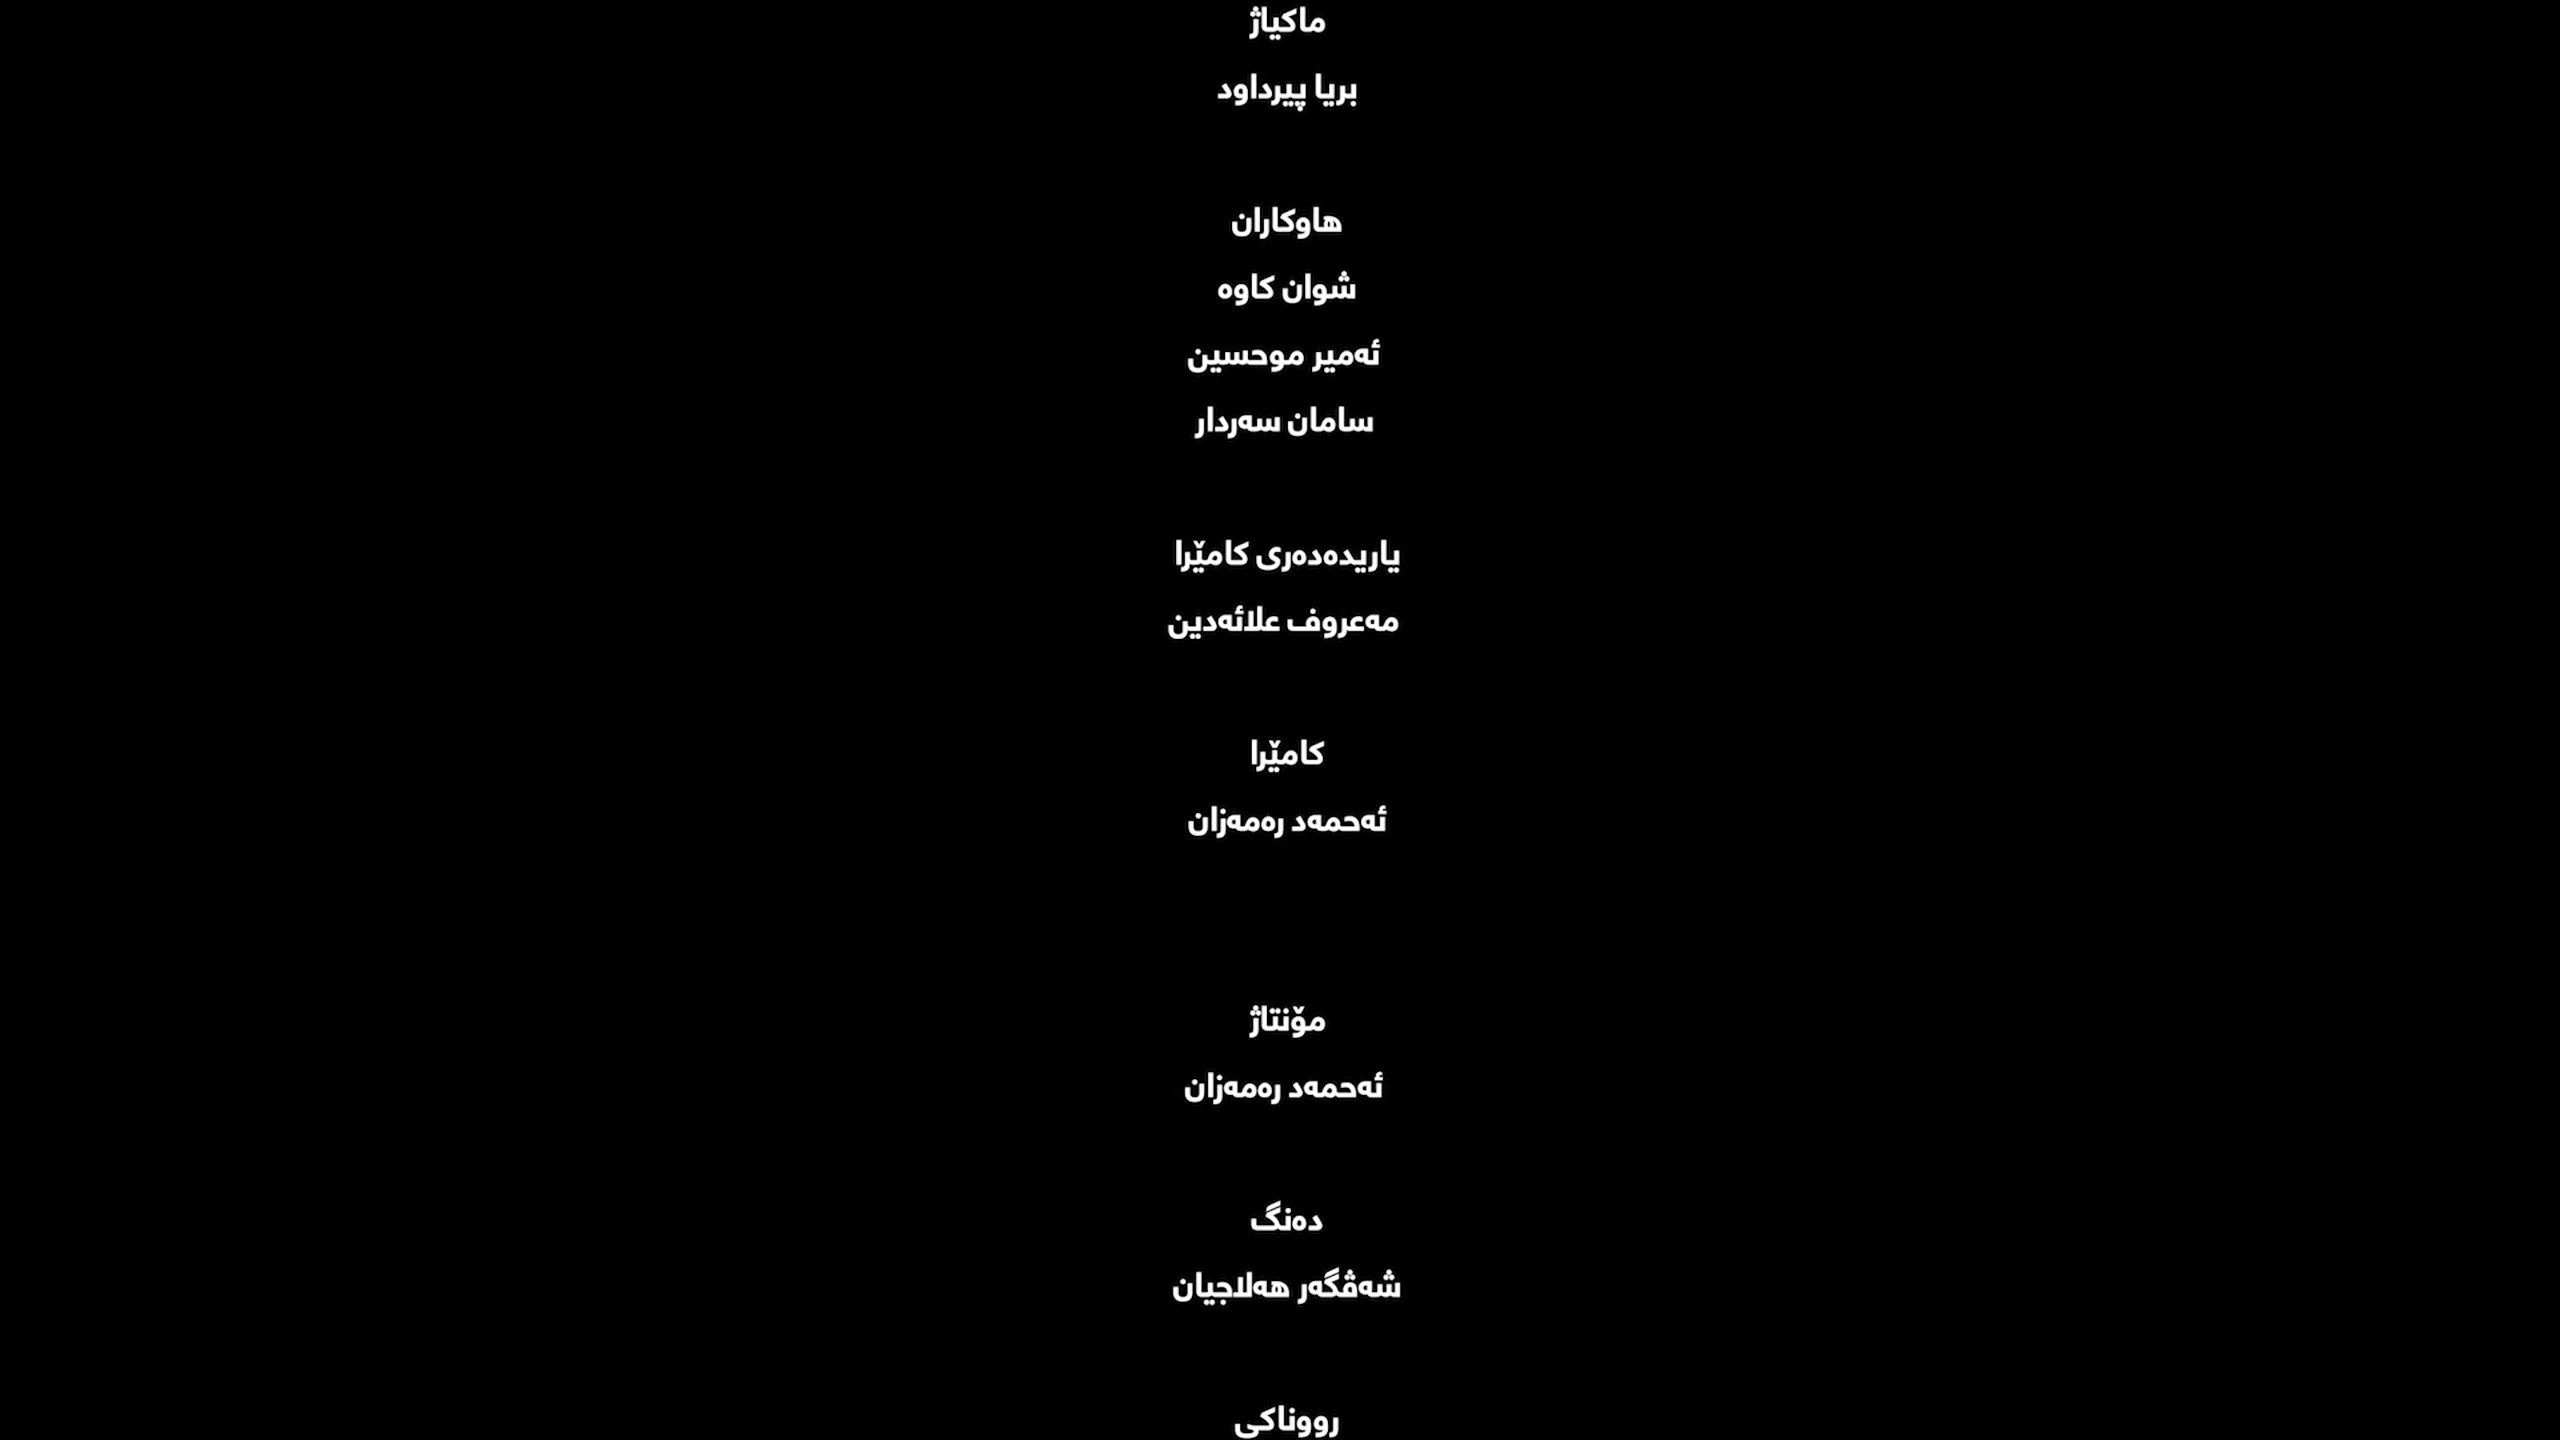 ماکیاژ
بریا پیرداود
هاوکاران
شوان کاوە
ئەمیر موحسین
سامان سەردار
یاریدەدەری کامێرا
مەعروف علائەدین
کامێرا
ئەحمەد رەمەزان
مۆنتاژ
ئەحمەد رەمەزان
دەنگ
شەڤگەر هەلاجیان
رووناکی